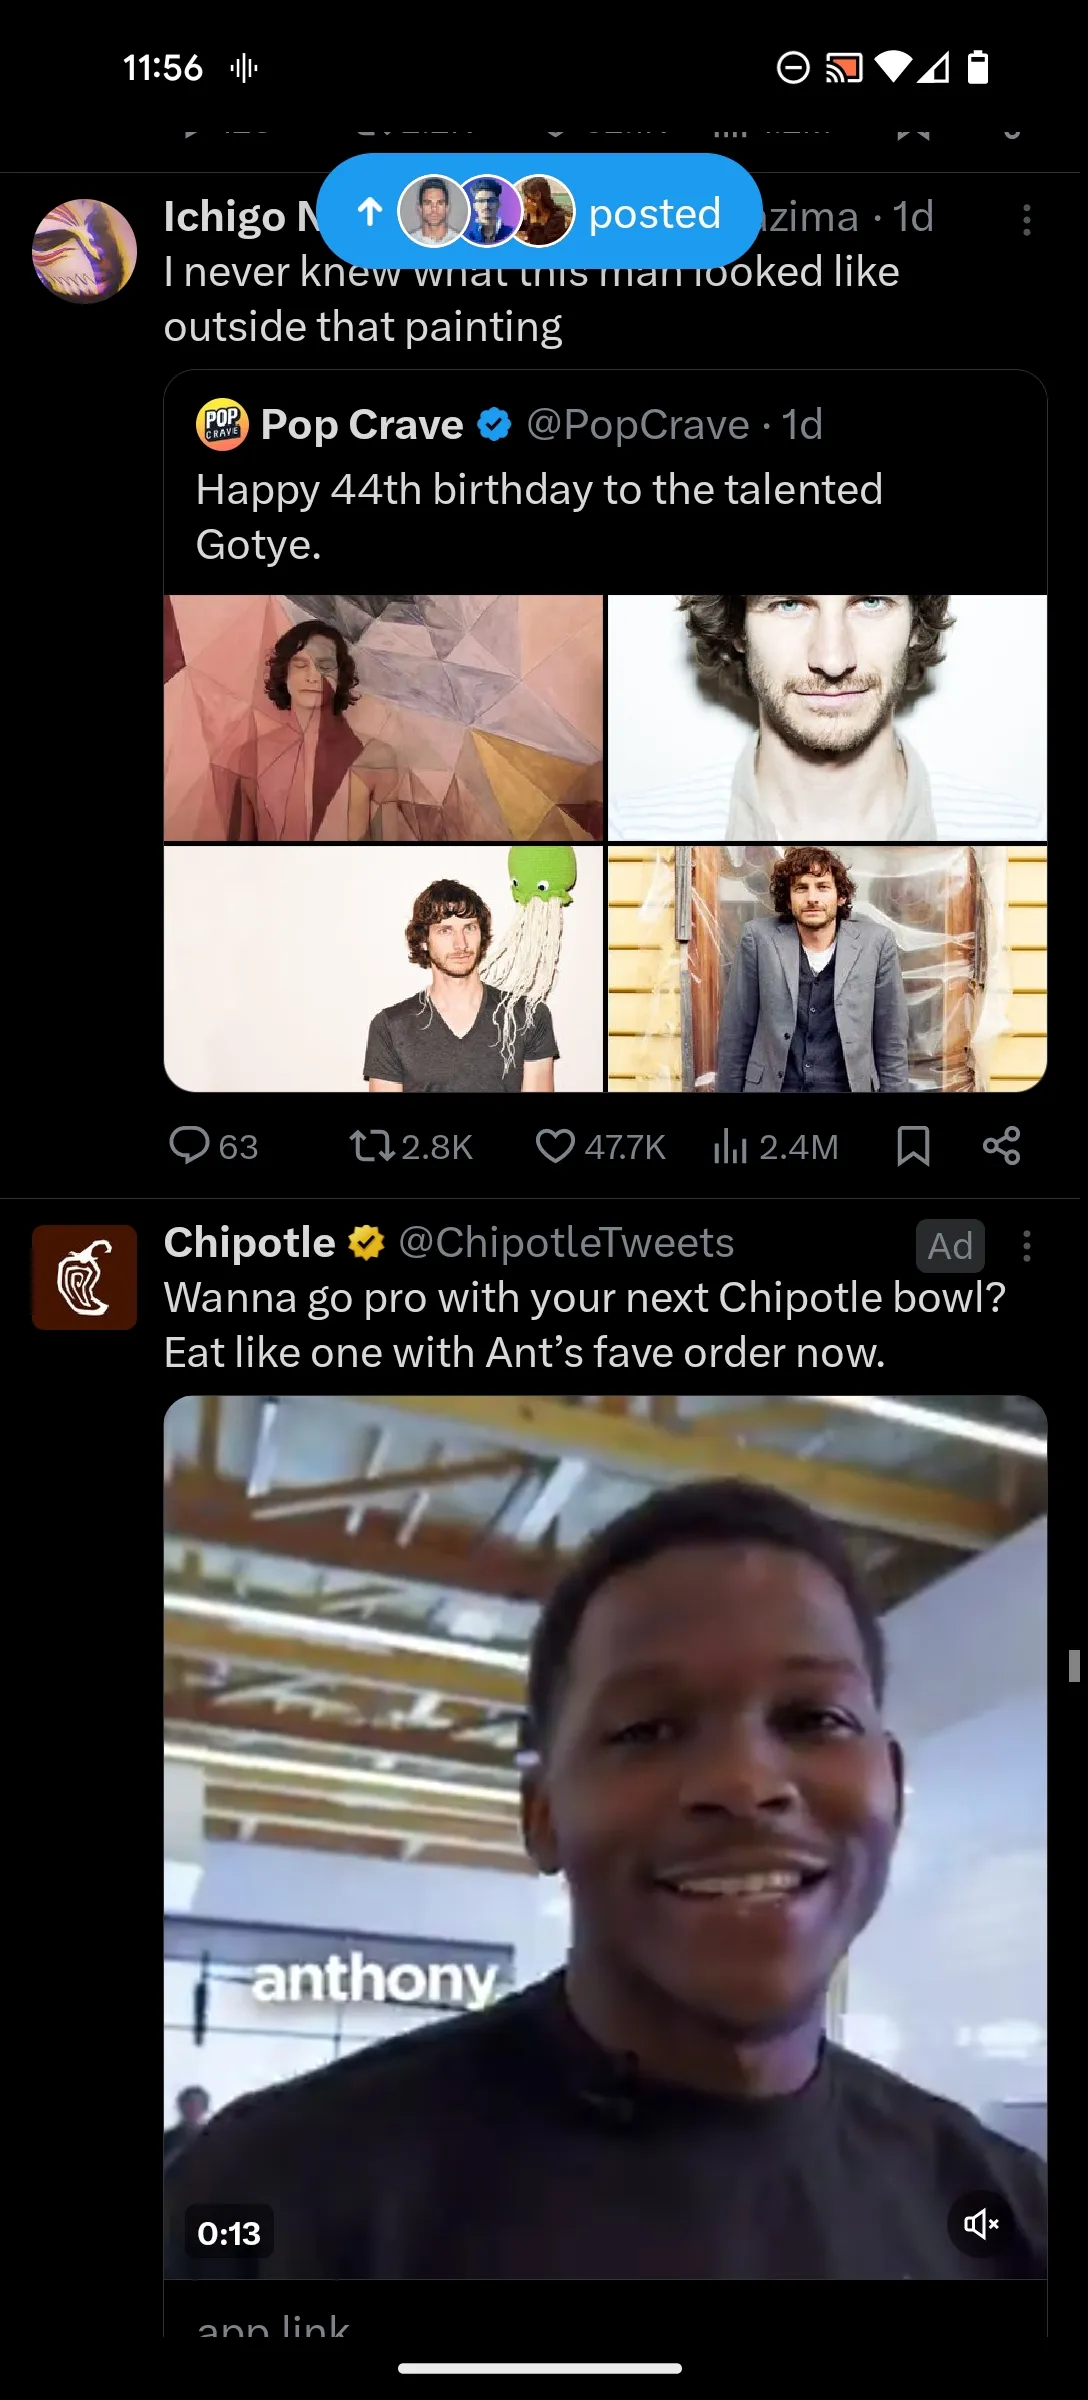 11:56
posted
Ichigo N
azima · 1d
I never knew what this man looked like
outside that painting
POP
CRAVE
Pop Crave @PopCrave · 1d
Happy 44th birthday to the talented
Gotye.
63 2.8K 47.7K 2.4M
Chipotle @ChipotleTweets Ad
Wanna go pro with your next Chipotle bowl?
Eat like one with Ant’s fave order now.
anthony
0:13
app link